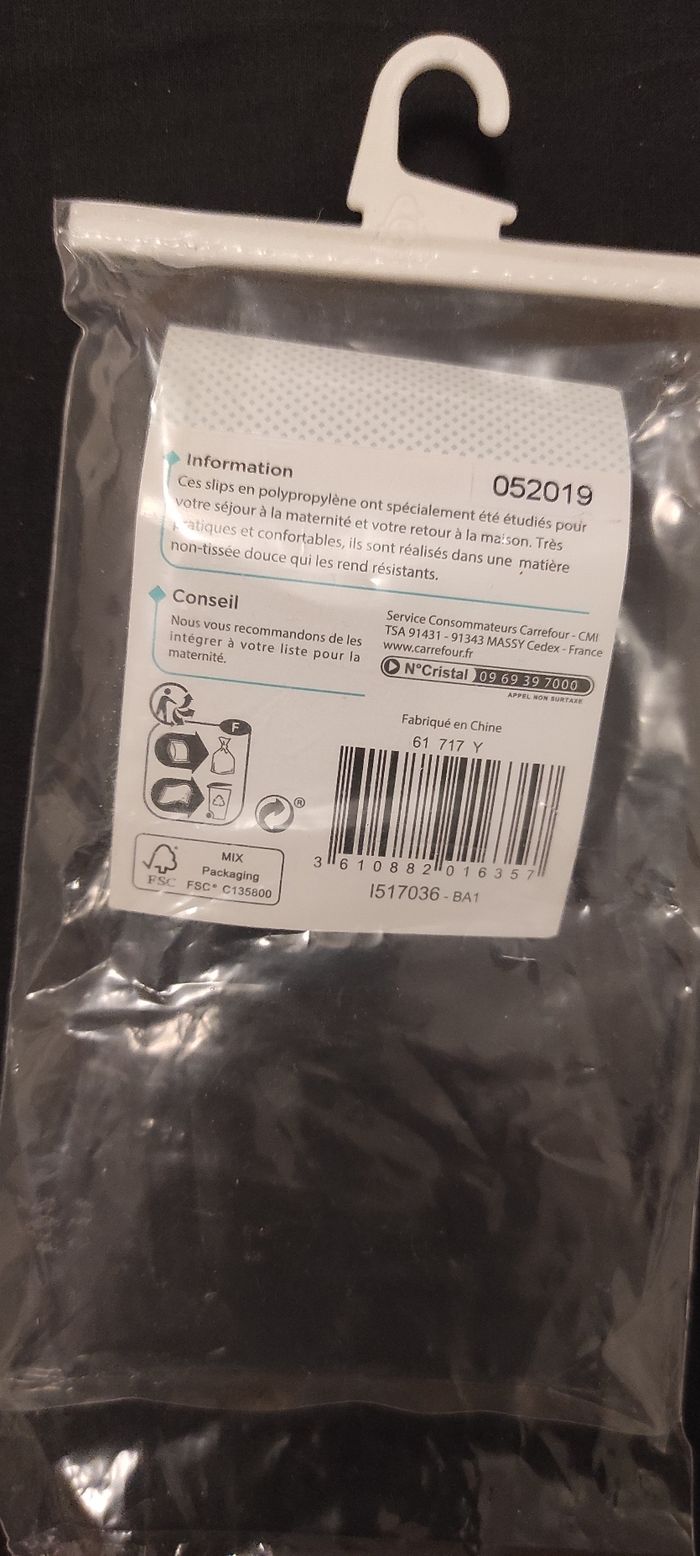 Information
052019
Ces slips en polypropylène ont spécialement été étudiés pour
votre séjour à la maternité et votre retour à la maison. Très
pratiques et confortables, ils sont réalisés dans une matière
non-tissée douce qui les rend résistants.
Conseil
Nous vous recommandons de les
intégrer à votre liste pour la
maternité.
Service Consommateurs Carrefour - CMI
TSA 91431 - 91343 MASSY Cedex - France
www.carrefour.fr
N°Cristal 09 69 39 7000
APPEL NON SURTAXE
F
Fabriqué en Chine
61 717 Y
3 610882 016357
I517036 - BA1
®
FSC
MIX
Packaging
FSC® C135800